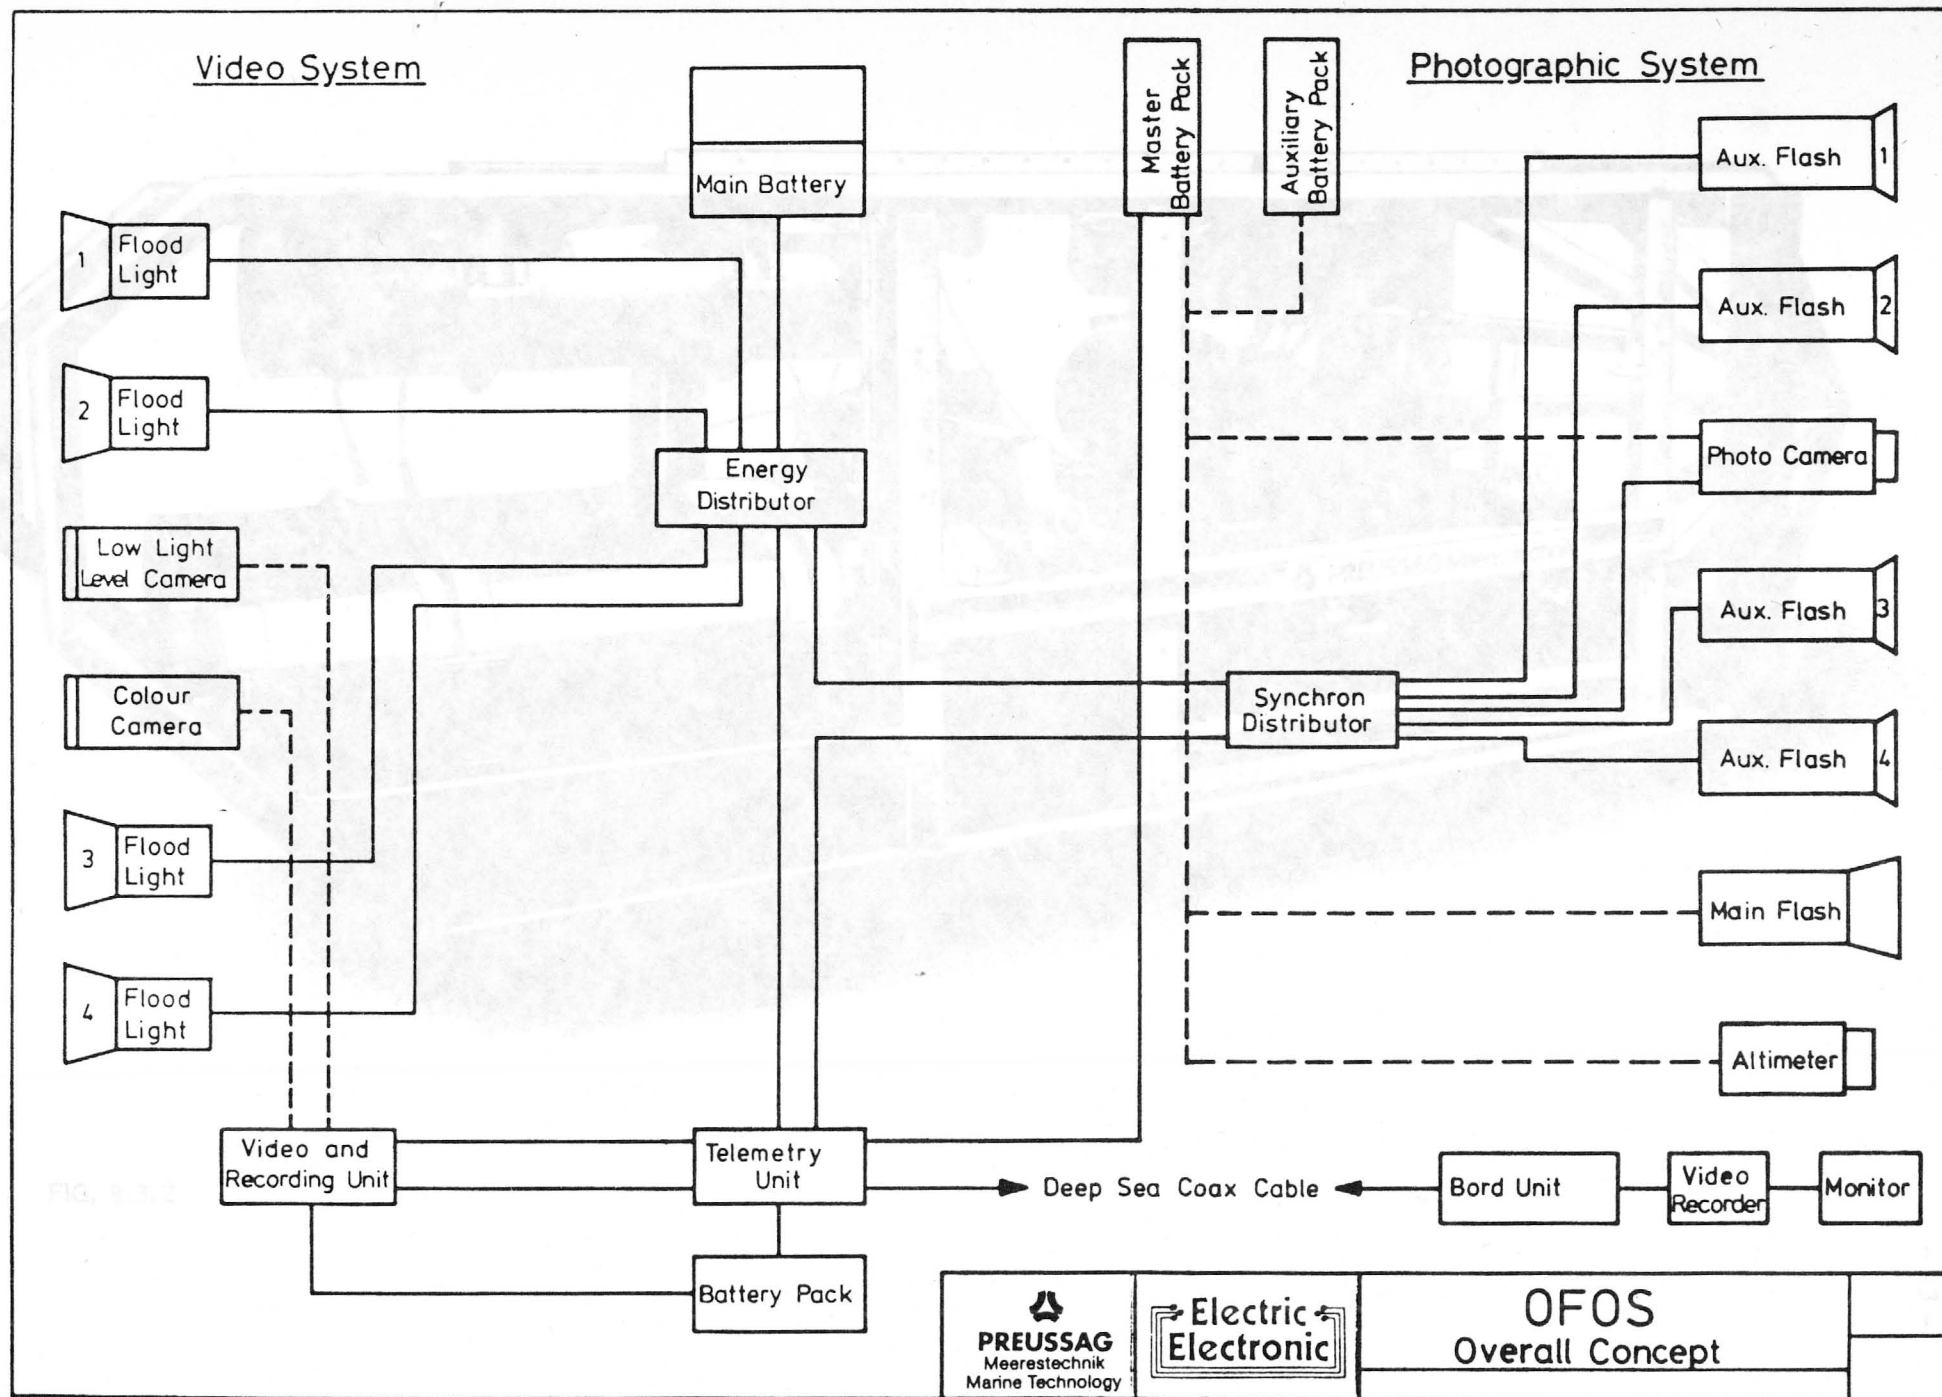 Video System
Photographic System
Main Battery
Master
Battery Pack
Auxiliary
Battery Pack
Aux. Flash 1
1 Flood
Light
Aux. Flash 2
2 Flood
Light
Photo Camera
Energy
Distributor
Low Light
Level Camera
Aux. Flash 3
Colour
Camera
Synchron
Distributor
Aux. Flash 4
3 Flood
Light
Main Flash
4 Flood
Light
Altimeter
Video and
Recording Unit
Telemetry
Unit
Deep Sea Coax Cable
Bord Unit
Video
Recorder
Monitor
Battery Pack
PREUSSAG
Meerestechnik
Marine Technology
Electric
Electronic
OFOS
Overall Concept